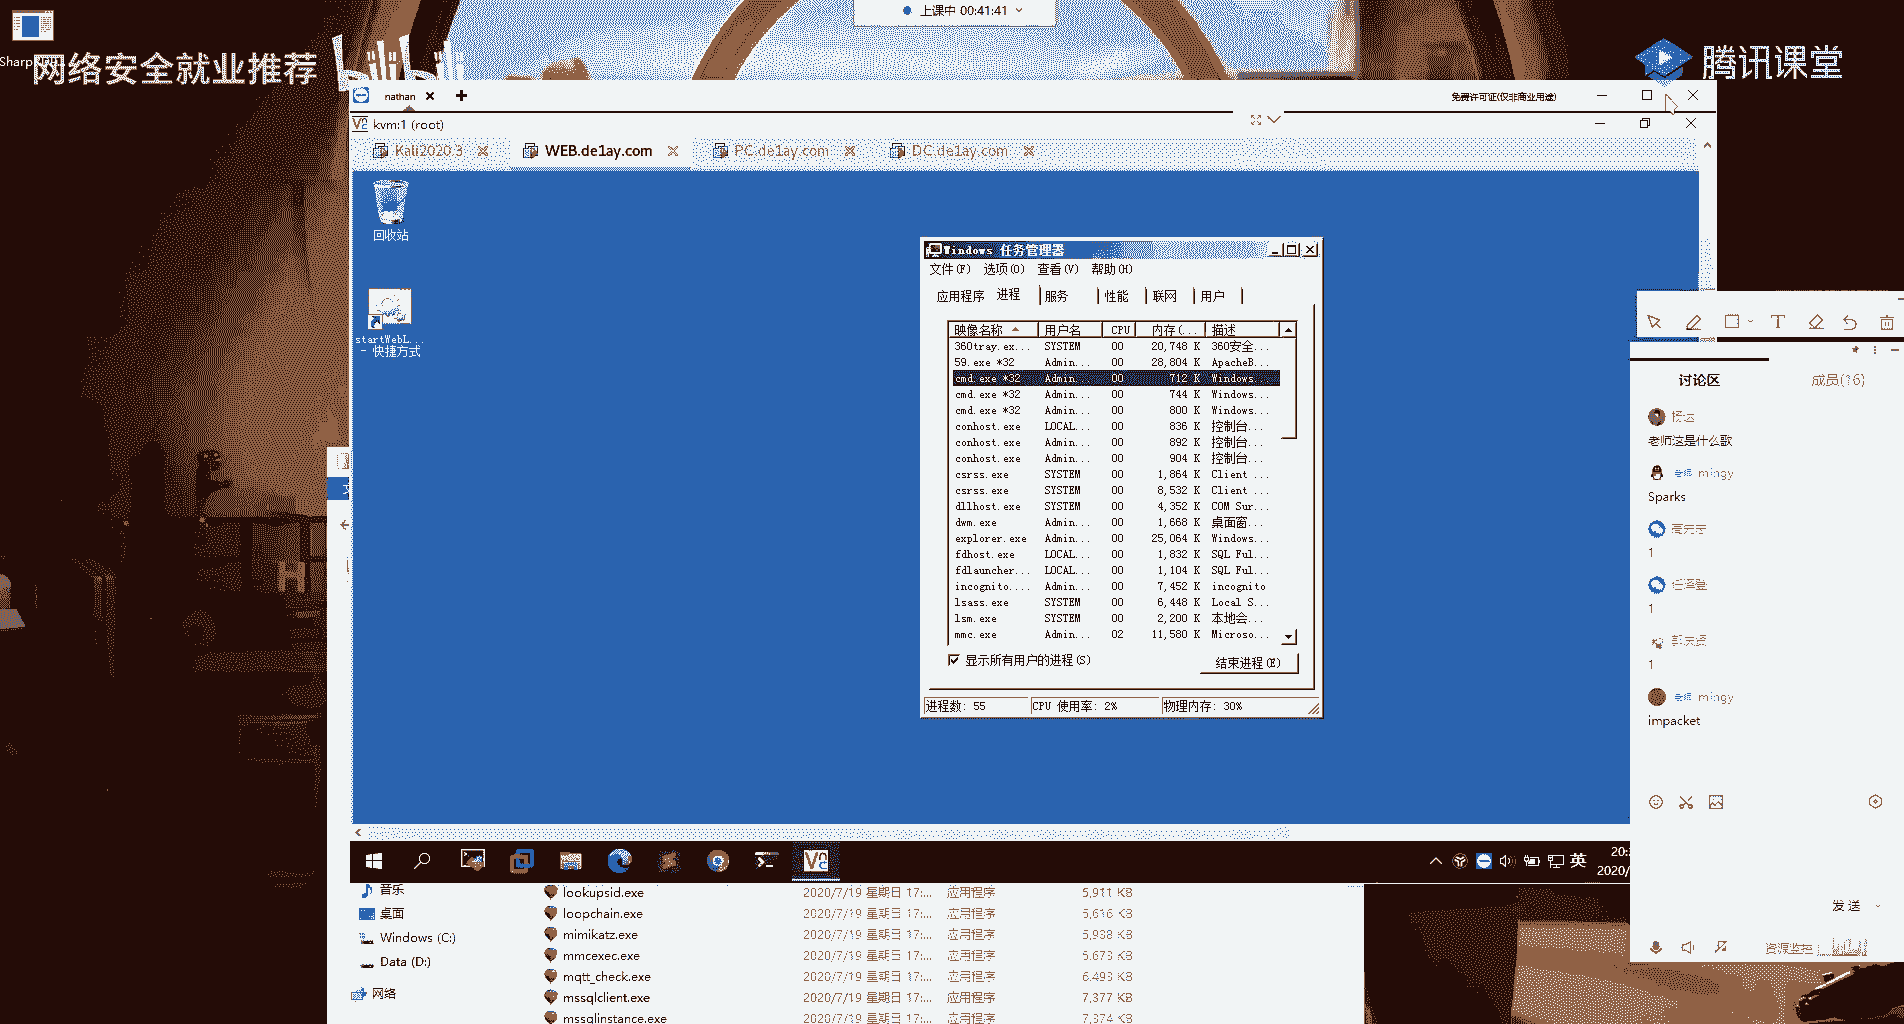 上课中 00:41:41
网络安全就业推荐
腾讯课堂
nathan
免费许可证(仅非商业用途)
kvm:1 (root)
Kali2020.3
WEB.de1ay.com
PC.de1ay.com
DC.de1ay.com
回收站
startWebL...
- 快捷方式
Windows 任务管理器
文件(F) 选项(O) 查看(V) 帮助(H)
应用程序 进程 服务 性能 联网 用户
映像名称 用户名 CPU 内存(... 描述
360tray.ex... SYSTEM 00 20,748 K 360安全...
59.exe *32 Admin... 00 28,804 K ApacheB...
cmd.exe *32 Admin... 00 712 K Windows...
cmd.exe *32 Admin... 00 744 K Windows...
cmd.exe *32 Admin... 00 800 K Windows...
conhost.exe LOCAL... 00 836 K 控制台...
conhost.exe Admin... 00 892 K 控制台...
conhost.exe Admin... 00 904 K 控制台...
csrss.exe SYSTEM 00 1,864 K Client ...
csrss.exe SYSTEM 00 8,532 K Client ...
dllhost.exe SYSTEM 00 4,352 K COM Sur...
dwm.exe Admin... 00 1,668 K 桌面窗...
explorer.exe Admin... 00 25,064 K Windows...
fdhost.exe LOCAL... 00 1,832 K SQL Ful...
fdlauncher... LOCAL... 00 1,104 K SQL Ful...
incognito.... Admin... 00 7,452 K incognito
lsass.exe SYSTEM 00 6,448 K Local S...
lsm.exe SYSTEM 00 2,200 K 本地会...
mmc.exe Admin... 02 11,580 K Microso...
显示所有用户的进程(S)
结束进程(E)
进程数: 55 CPU 使用率: 2% 物理内存: 30%
讨论区 成员(16)
老师这是什么歌
mingy
Sparks
1
1
1
mingy
impacket
发送
资源监控
英
2020/
音乐
桌面
Windows (C:)
Data (D:)
网络
lookupsid.exe 2020/7/19 星期日 17:... 应用程序 5,911 KB
loopchain.exe 2020/7/19 星期日 17:... 应用程序 5,616 KB
mimikatz.exe 2020/7/19 星期日 17:... 应用程序 5,938 KB
mmcexec.exe 2020/7/19 星期日 17:... 应用程序 5,673 KB
mqtt_check.exe 2020/7/19 星期日 17:... 应用程序 6,493 KB
mssqlclient.exe 2020/7/19 星期日 17:... 应用程序 7,377 KB
mssqlinstance.exe 2020/7/19 星期日 17:... 应用程序 7,374 KB